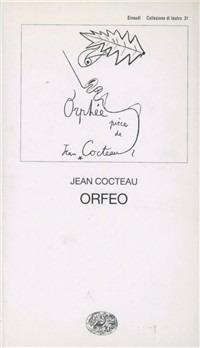 Einaudi Collezione di teatro 31
Orphée
pièce
de
Jean Cocteau
JEAN COCTEAU
ORFEO